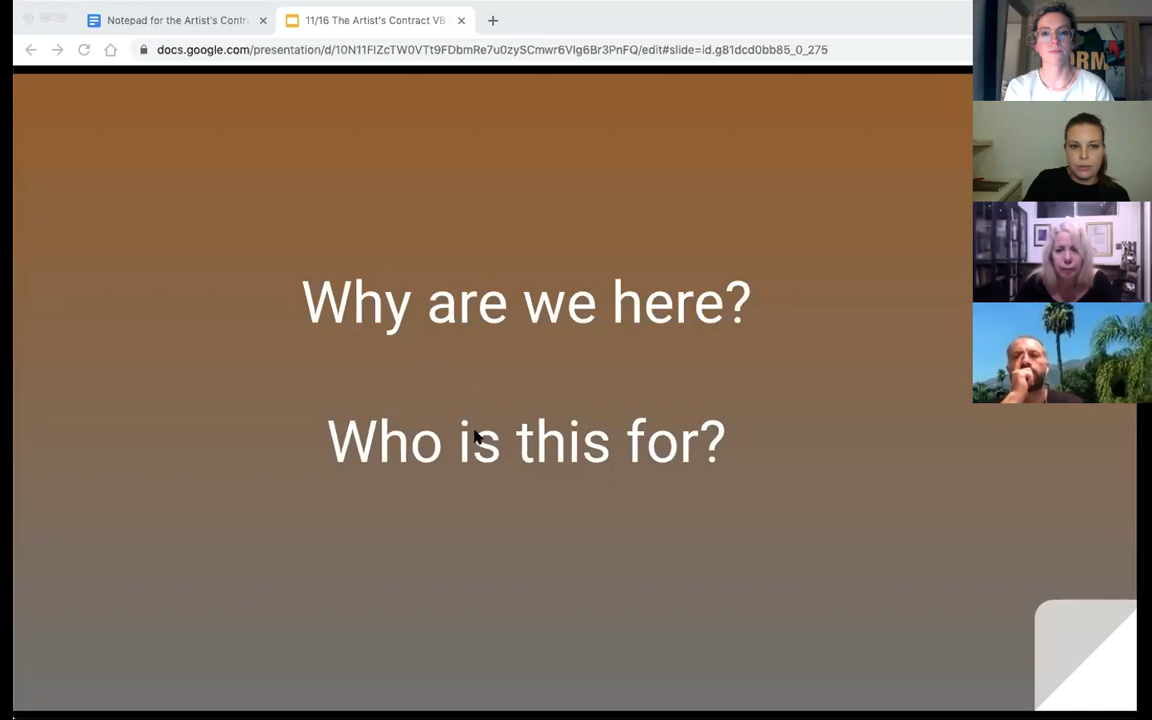 Notepad for the Artist's Contr
11/16 The Artist's Contract VB
docs.google.com/presentation/d/10N11FIZcTW0VTt9FDbmRe7u0zySCmwr6VIg6Br3PnFQ/edit#slide=id.g81dcd0bb85_0_275
ORM
Why are we here?
Who is this for?